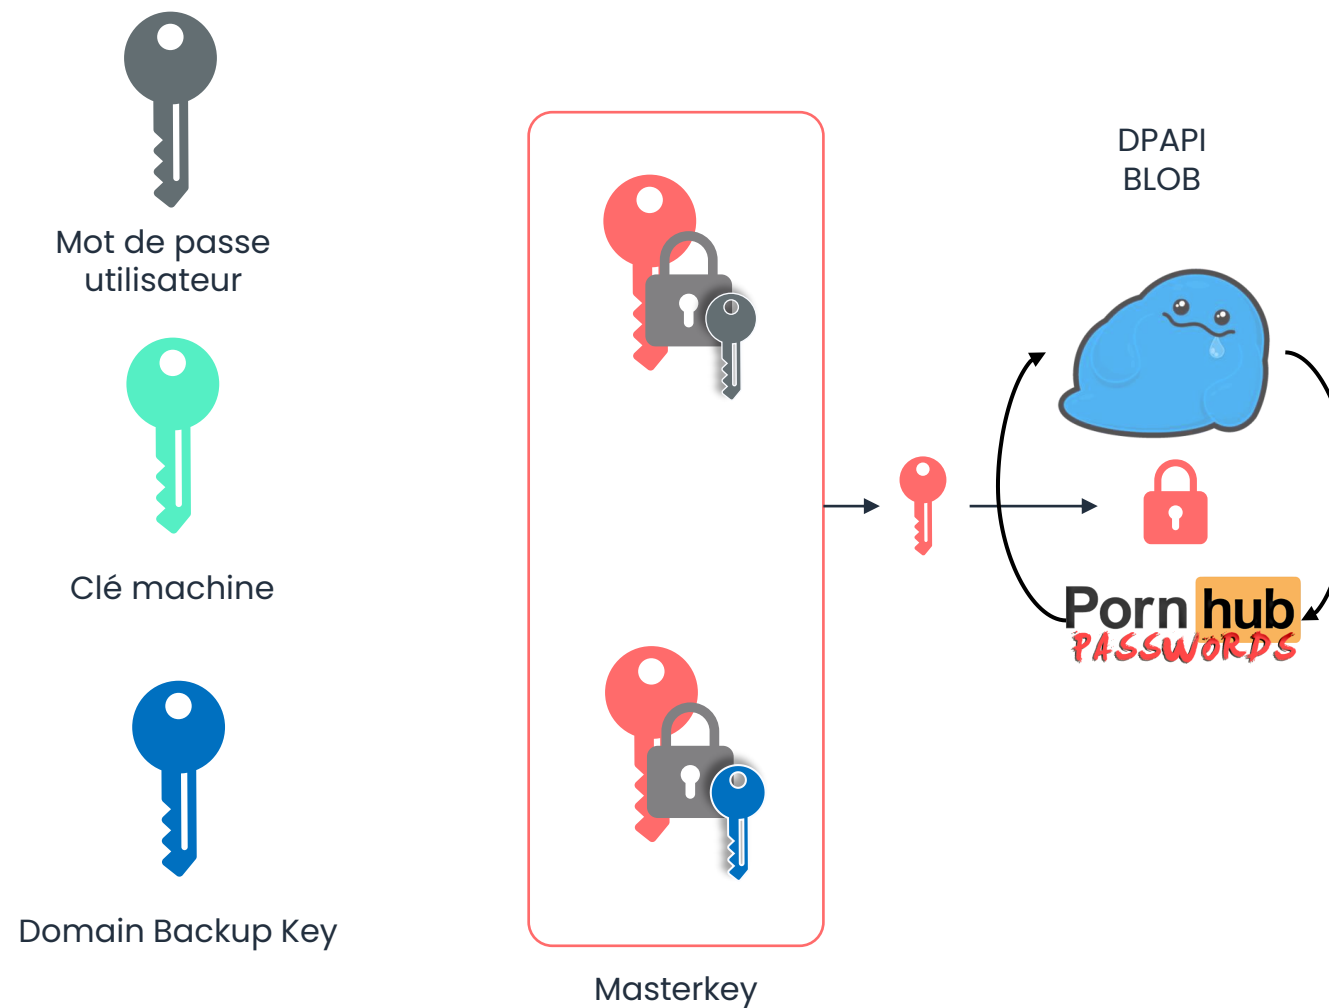 Mot de passe
utilisateur
Clé machine
Domain Backup Key
Masterkey
DPAPI
BLOB
Porn hub
PASSWORDS